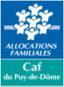 ALLOCATIONS
FAMILIALES
Caf
du Puy-de-Dôme